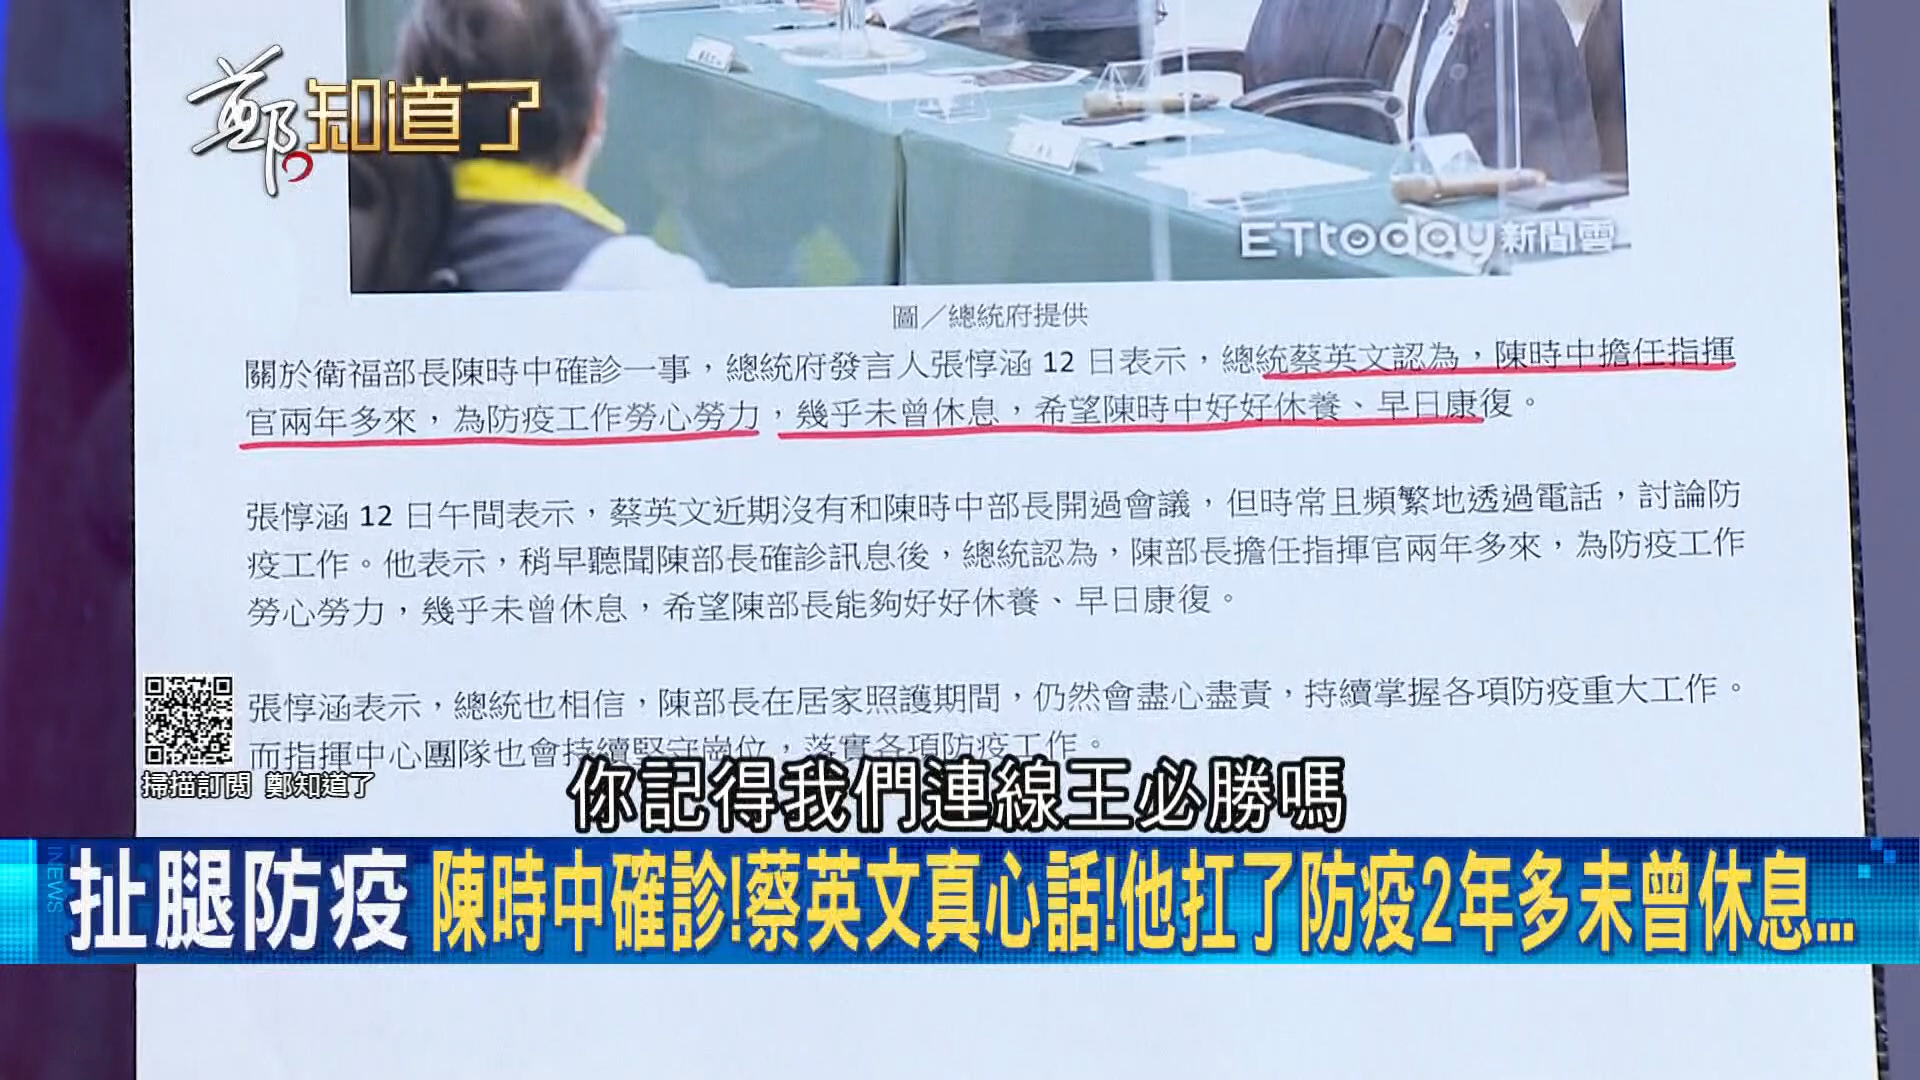 鄭知道了
ETtoday新聞雲
圖／總統府提供
關於衛福部長陳時中確診一事，總統府發言人張惇涵 12 日表示，總統蔡英文認為，陳時中擔任指揮
官兩年多來，為防疫工作勞心勞力，幾乎未曾休息，希望陳時中好好休養、早日康復。
張惇涵 12 日午間表示，蔡英文近期沒有和陳時中部長開過會議，但時常且頻繁地透過電話，討論防
疫工作。他表示，稍早聽聞陳部長確診訊息後，總統認為，陳部長擔任指揮官兩年多來，為防疫工作
勞心勞力，幾乎未曾休息，希望陳部長能夠好好休養、早日康復。
張惇涵表示，總統也相信，陳部長在居家照護期間，仍然會盡心盡責，持續掌握各項防疫重大工作。
而指揮中心團隊也會持續堅守崗位，落實各項防疫工作。
掃描訂閱 鄭知道了
你記得我們連線王必勝嗎
INEWS
扯腿防疫
陳時中確診!蔡英文真心話!他扛了防疫2年多未曾休息...